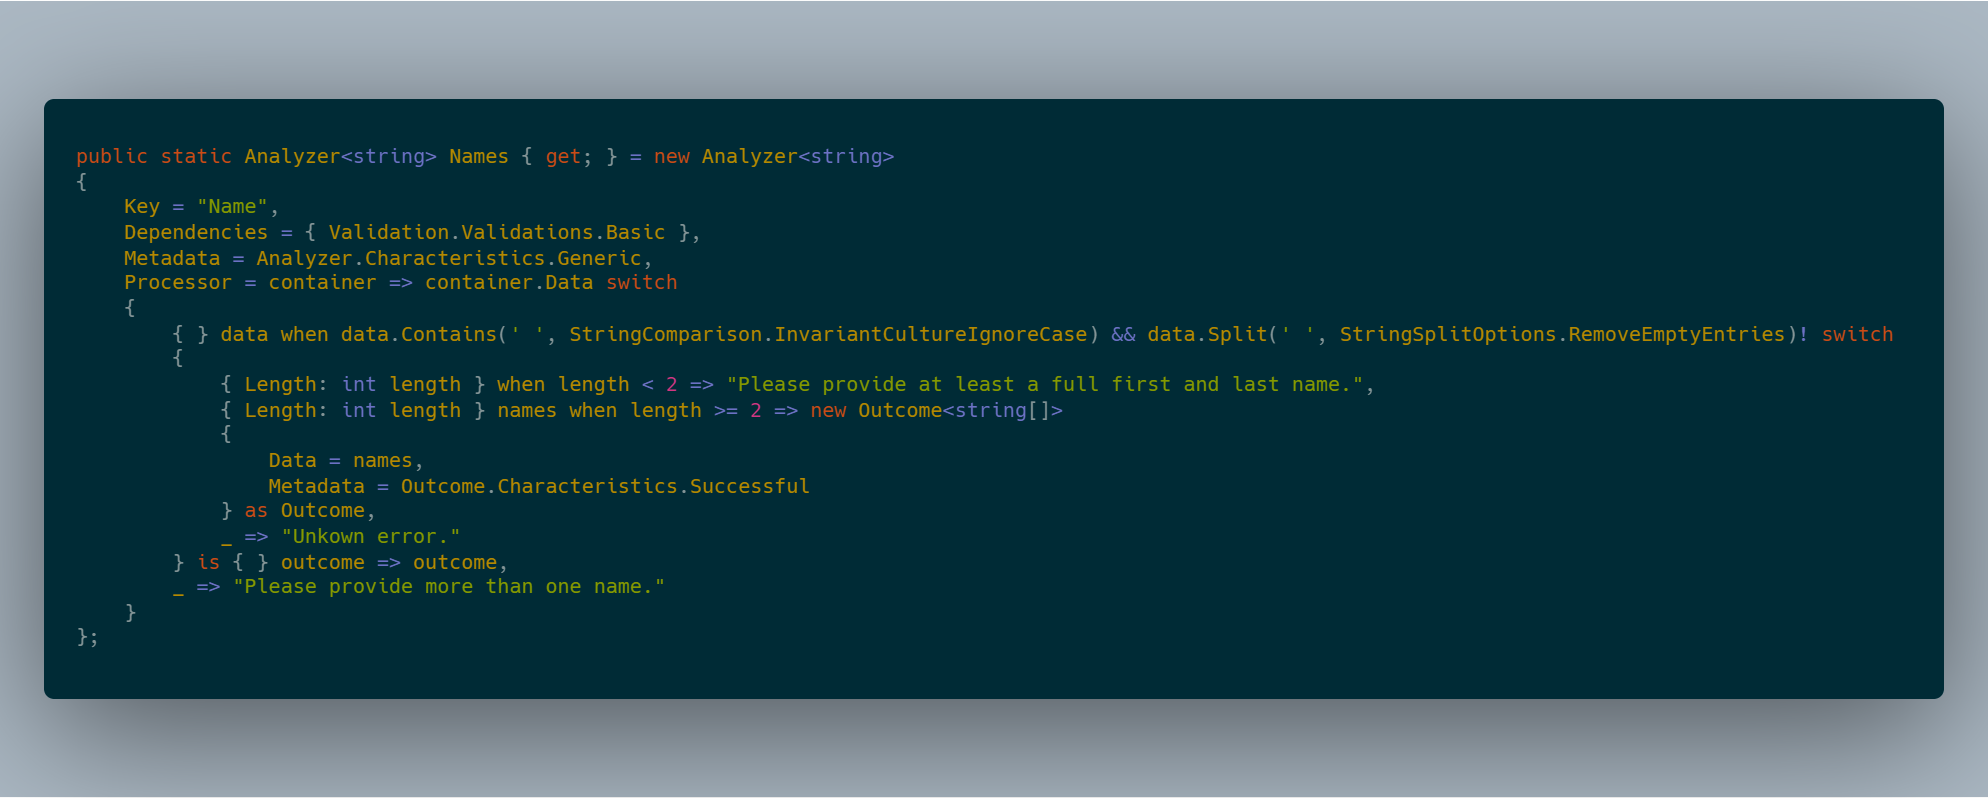 public static Analyzer<string> Names { get; } = new Analyzer<string>
{
    Key = "Name",
    Dependencies = { Validation.Validations.Basic },
    Metadata = Analyzer.Characteristics.Generic,
    Processor = container => container.Data switch
    {
        { } data when data.Contains(' ', StringComparison.InvariantCultureIgnoreCase) && data.Split(' ', StringSplitOptions.RemoveEmptyEntries)! switch
        {
            { Length: int length } when length < 2 => "Please provide at least a full first and last name.",
            { Length: int length } names when length >= 2 => new Outcome<string[]>
            {
                Data = names,
                Metadata = Outcome.Characteristics.Successful
            } as Outcome,
            _ => "Unkown error."
        } is { } outcome => outcome,
        _ => "Please provide more than one name."
    }
};